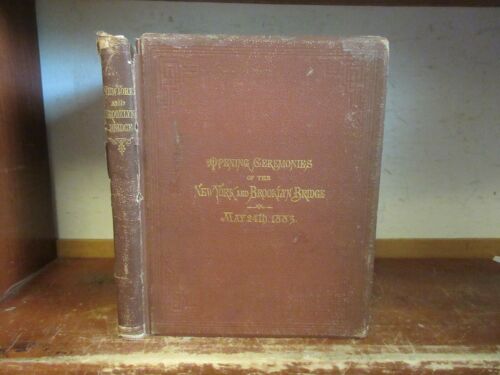 New York
and
Brooklyn
Bridge
Opening Ceremonies
of the
New York and Brooklyn Bridge
May 24th, 1883.